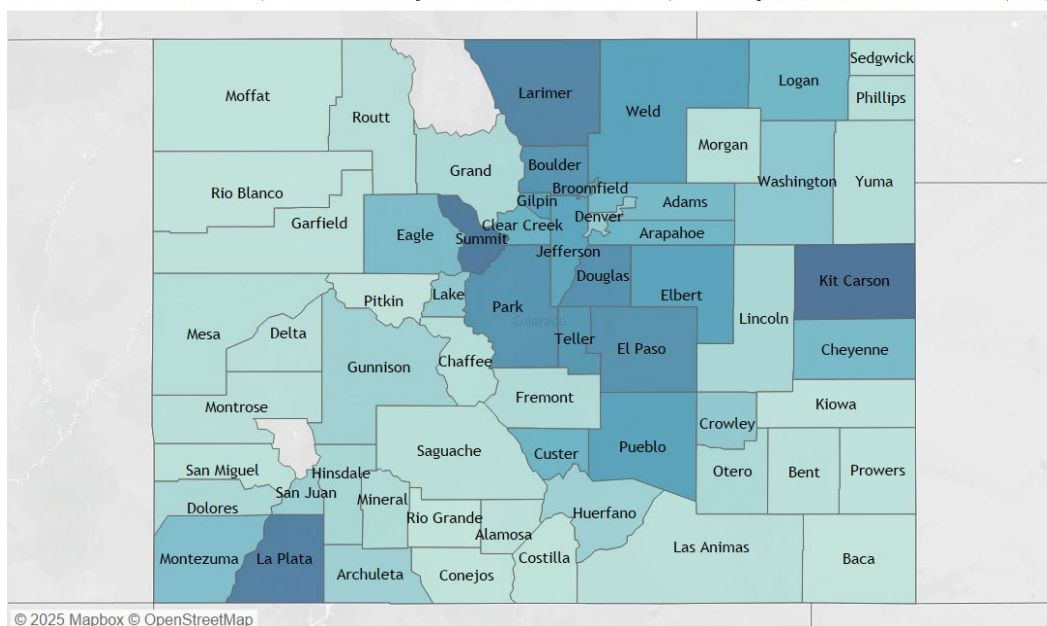 Sedgwick
Logan
Larimer
Moffat
Weld
Phillips
Routt
Morgan
Boulder
Grand
Washington
Yuma
Rio Blanco
Broomfield
Gilpin
Adams
Denver
Garfield
Clear Creek
Arapahoe
Eagle
Summit
Jefferson
Douglas
Kit Carson
Elbert
Lake
Pitkin
Park
Lincoln
Colorado
Mesa
Delta
Teller
El Paso
Cheyenne
Chaffee
Gunnison
Fremont
Montrose
Kiowa
Crowley
Pueblo
Saguache
Custer
San Miguel
Hinsdale
Otero
Bent
Prowers
San Juan
Mineral
Dolores
Rio Grande
Huerfano
Alamosa
Las Animas
Montezuma
La Plata
Costilla
Baca
Archuleta
Conejos
© 2025 Mapbox © OpenStreetMap